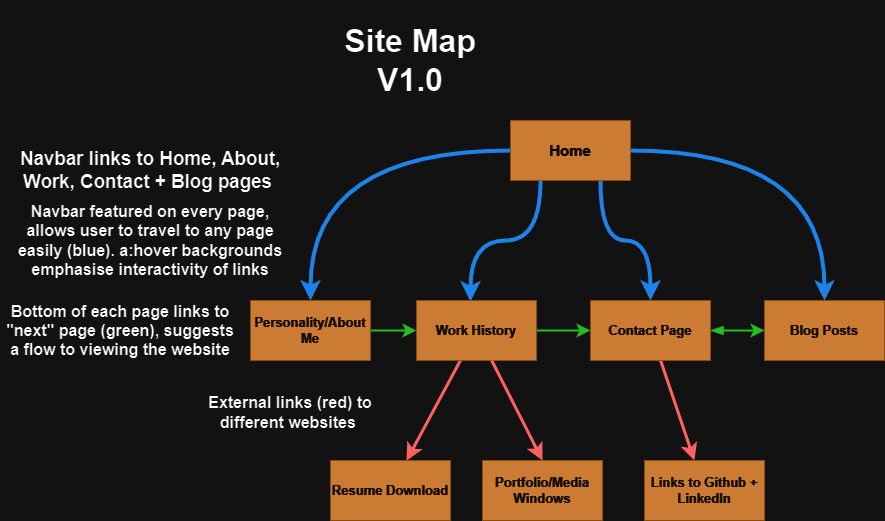 Site Map
V1.0
Home
Navbar links to Home, About,
Work, Contact + Blog pages
Navbar featured on every page,
allows user to travel to any page
easily (blue). a:hover backgrounds
emphasise interactivity of links
Bottom of each page links to
"next" page (green), suggests
a flow to viewing the website
Personality/About
Me
Work History
Contact Page
Blog Posts
External links (red) to
different websites
Resume Download
Portfolio/Media
Windows
Links to Github +
LinkedIn